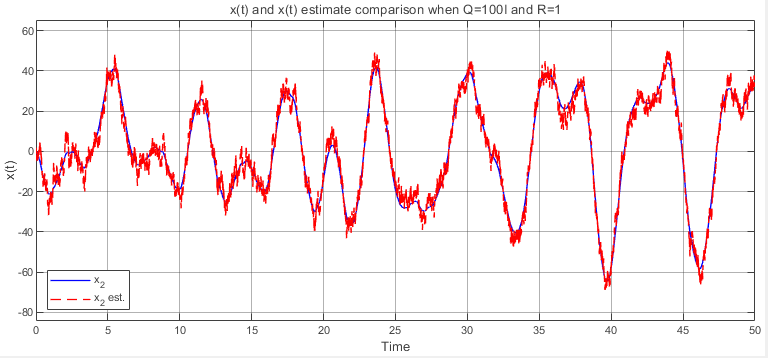 x(t) and x(t) estimate comparison when Q=100I and R=1
60
40
20
0
-20
-40
-60
-80
x(t)
x2
x2 est.
0 5 10 15 20 25 30 35 40 45 50
Time